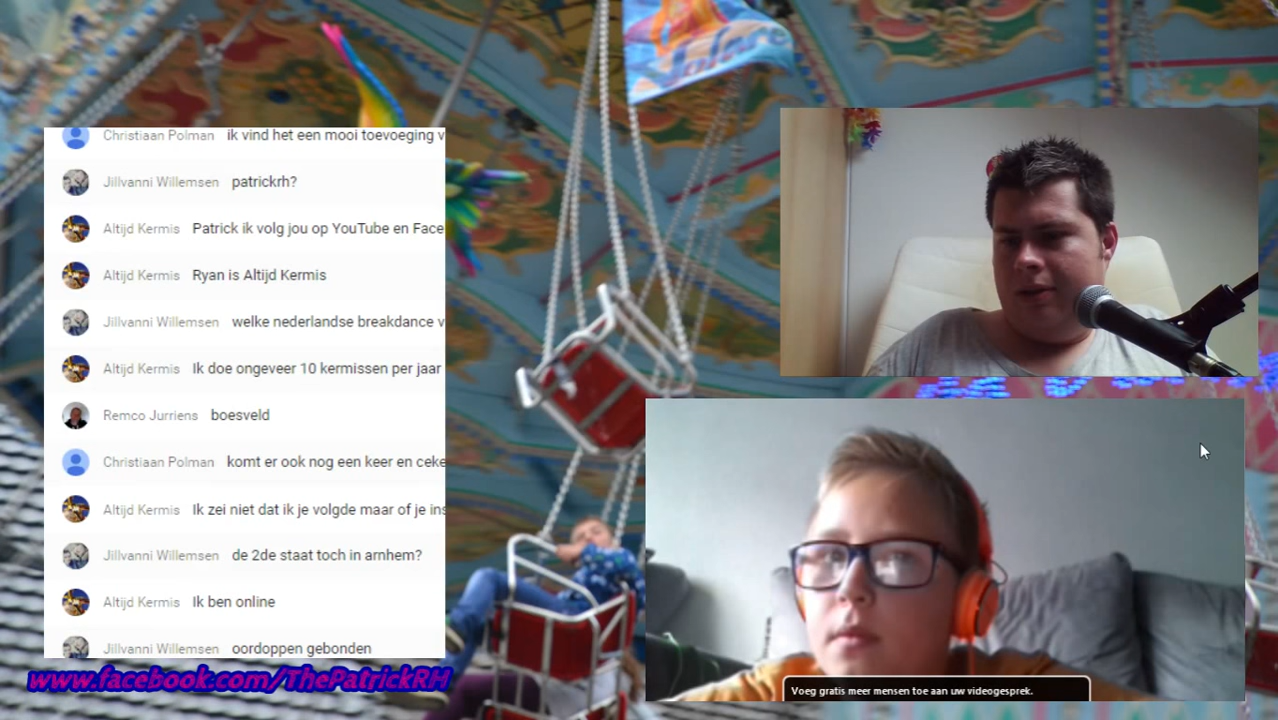 Christiaan Polman ik vind het een mooi toevoeging v
Jillvanni Willemsen patrickrh?
Altijd Kermis Patrick ik volg jou op YouTube en Face
Altijd Kermis Ryan is Altijd Kermis
Jillvanni Willemsen welke nederlandse breakdance v
Altijd Kermis Ik doe ongeveer 10 kermissen per jaar
Remco Jurriens boesveld
Christiaan Polman komt er ook nog een keer en ceke
Altijd Kermis Ik zei niet dat ik je volgde maar of je ins
Jillvanni Willemsen de 2de staat toch in arnhem?
Altijd Kermis Ik ben online
Jillvanni Willemsen oordoppen gebonden
www.facebook.com/ThePatrickRH
Voeg gratis meer mensen toe aan uw videogesprek.